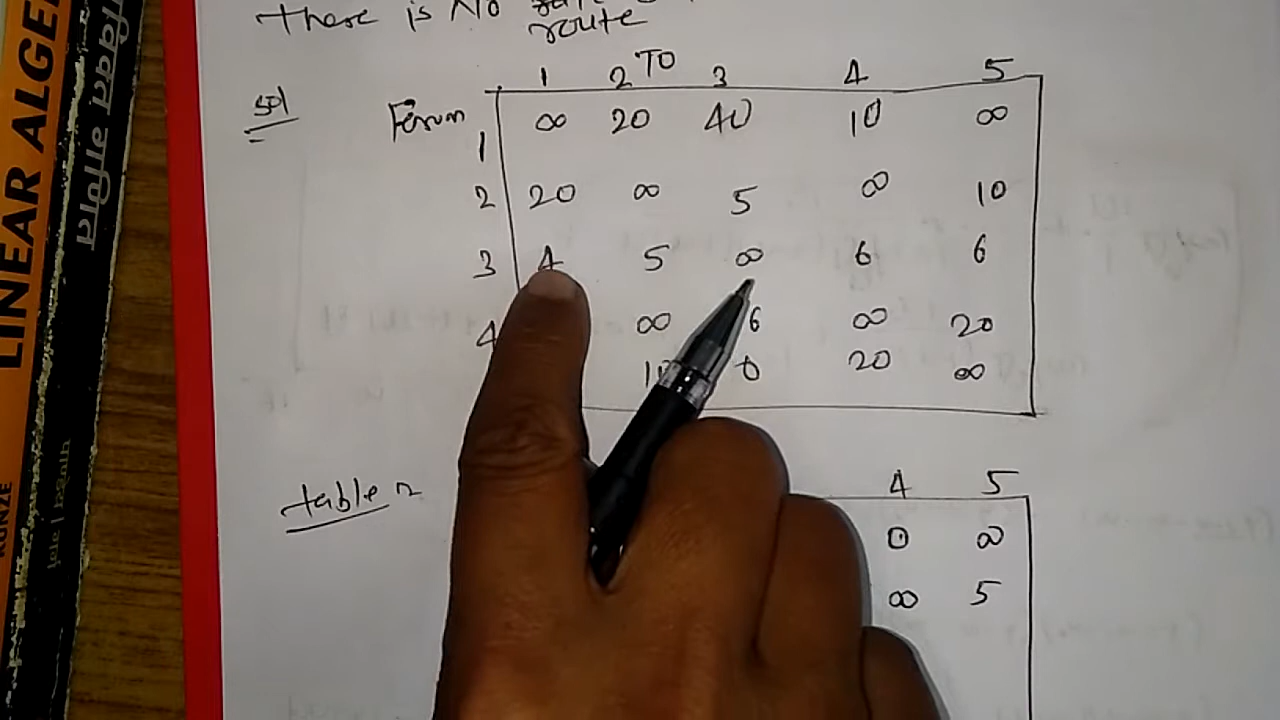 LINEAR ALGE
KUNZE
There is No
route
Sol
TO
1 2 3 4 5
From
1 ∞ 20 40 10 ∞
2 20 ∞ 5 ∞ 10
3 4 5 ∞ 6 6
4 ∞ 6 ∞ 20
20 ∞
table 2
4 5
0 ∞
∞ 5